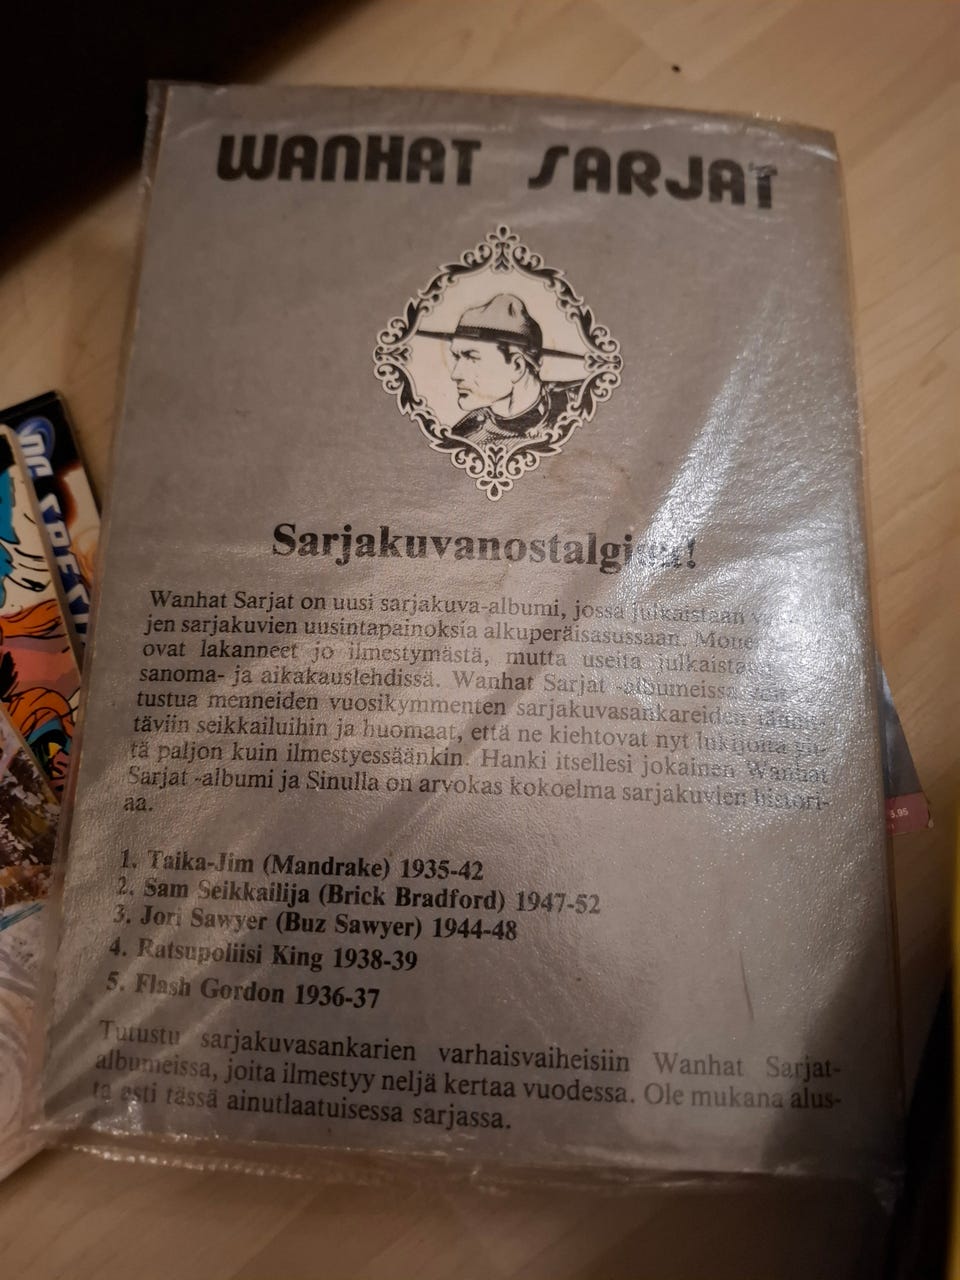 WANHAT SARJAT
Wanhat Sarjat on uusi sarjakuva-albumi, jossa julkaistaan
jen sarjakuvien uusintapainoksia alkuperäisasussaan.
ovat lakanneet jo ilmestymästä, mutta useita
sanoma- ja aikakauslehdissä. Wanhat Sarjat -albumeissa
tustua menneiden vuosikymmenten sarjakuvasankareiden
täviin seikkailuihin ja huomaat, että ne kiehtovat nyt lukijoita
tä paljon kuin ilmestyessäänkin. Hanki itsellesi jokainen Wanhat
Sarjat -albumi ja Sinulla on arvokas kokoelma sarjakuvien histori-
aa.
1. Taika-Jim (Mandrake) 1935-42
2. Sam Seikkailija (Brick Bradford) 1947-52
3. Jori Sawyer (Buz Sawyer) 1944-48
4. Ratsupoliisi King 1938-39
5. Flash Gordon 1936-37
Tutustu sarjakuvasankarien varhaisvaiheisiin Wanhat Sarjat-
albumeissa, joita ilmestyy neljä kertaa vuodessa. Ole mukana alus-
ta asti tässä ainutlaatuisessa sarjassa.
DC